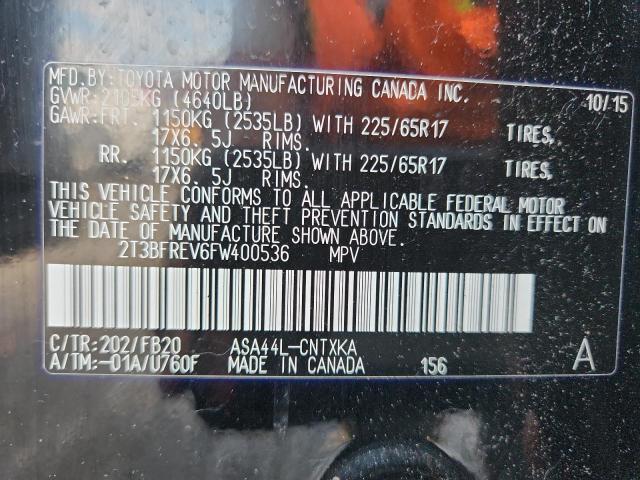 MFD. BY: TOYOTA MOTOR MANUFACTURING CANADA INC. 10/15
GVWR: 2105KG (4640LB)
GAWR: FRT. 1150KG (2535LB) WITH 225/65R17 TIRES,
17X6. 5J RIMS.
RR. 1150KG (2535LB) WITH 225/65R17 TIRES,
17X6. 5J RIMS.
THIS VEHICLE CONFORMS TO ALL APPLICABLE FEDERAL MOTOR
VEHICLE SAFETY AND THEFT PREVENTION STANDARDS IN EFFECT ON
THE DATE OF MANUFACTURE SHOWN ABOVE.
2T3BFREV6FW400536 MPV
C/TR: 202/FB20 ASA44L-CNTXKA
A/TM: -01A/U760F MADE IN CANADA 156 A